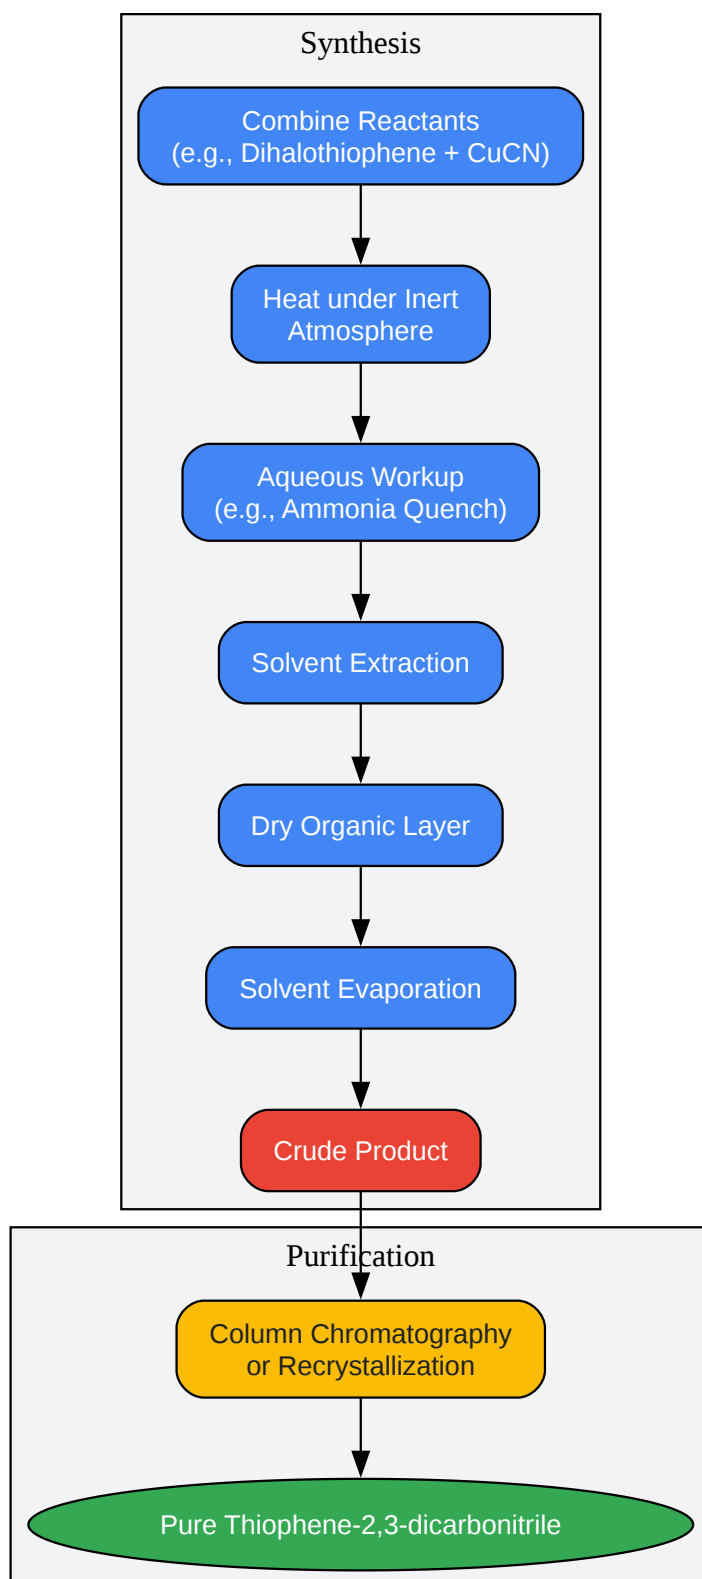 Synthesis
Combine Reactants
(e.g., Dihalothiophene + CuCN)
Heat under Inert
Atmosphere
Aqueous Workup
(e.g., Ammonia Quench)
Solvent Extraction
Dry Organic Layer
Solvent Evaporation
Crude Product
Purification
Column Chromatography
or Recrystallization
Pure Thiophene-2,3-dicarbonitrile